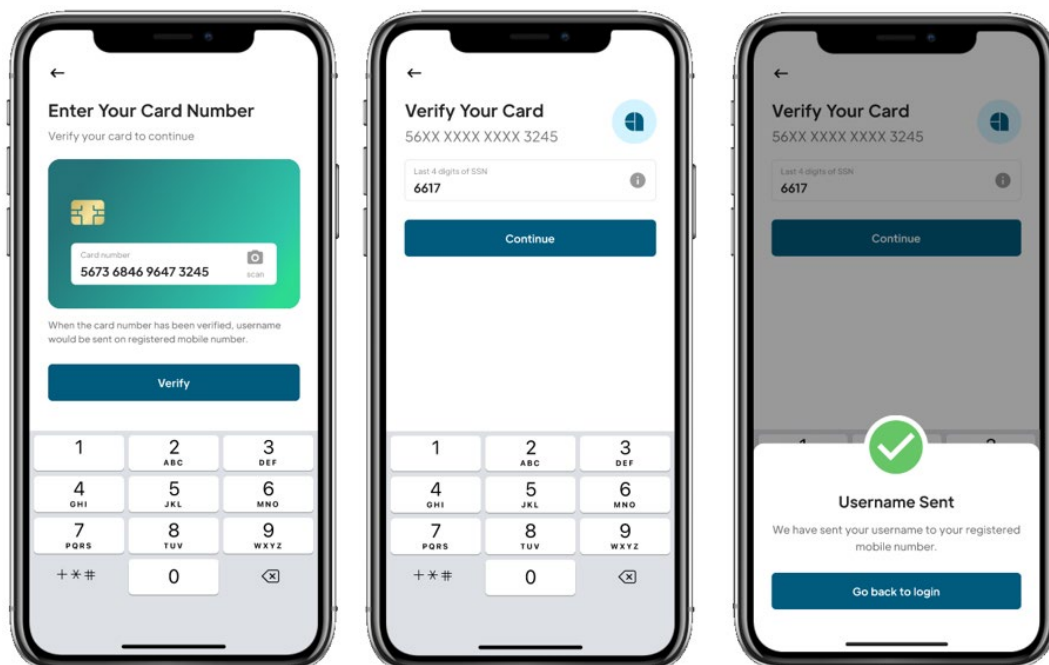 Enter Your Card Number
Verify your card to continue
Card number
5673 6846 9647 3245
scan
When the card number has been verified, username
would be sent on registered mobile number.
Verify
1
2
ABC
3
DEF
4
GHI
5
JKL
6
MNO
7
PQRS
8
TUV
9
WXYZ
+*#
0
Verify Your Card
56XX XXXX XXXX 3245
Last 4 digits of SSN
6617
Continue
1
2
ABC
3
DEF
4
GHI
5
JKL
6
MNO
7
PQRS
8
TUV
9
WXYZ
+*#
0
Verify Your Card
56XX XXXX XXXX 3245
Last 4 digits of SSN
6617
Continue
Username Sent
We have sent your username to your registered
mobile number.
Go back to login